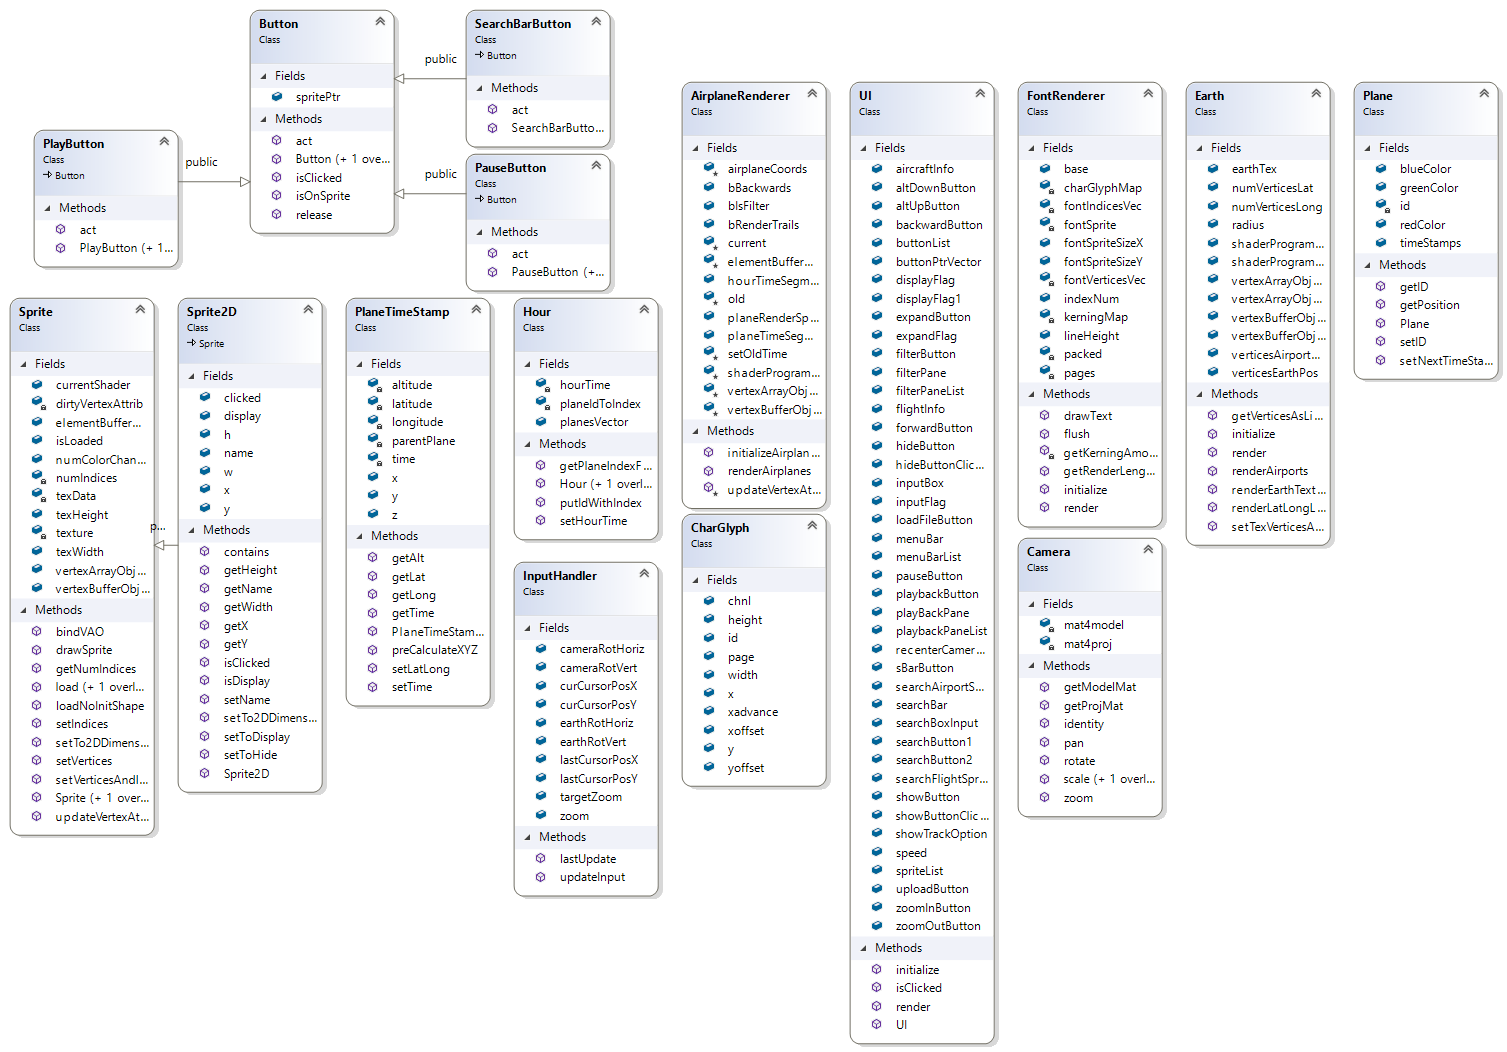 Button
Class
Fields
spritePtr
Methods
act
Button (+ 1 ove...
isClicked
isOnSprite
release
SearchBarButton
Class
Button
Methods
act
SearchBarButto...
public
PlayButton
Class
Button
Methods
act
PlayButton (+ 1...
public
PauseButton
Class
Button
Methods
act
PauseButton (+...
public
Sprite
Class
Fields
currentShader
dirtyVertexAttrib
elementBuffer...
isLoaded
numColorChan...
numIndices
texData
texHeight
texture
texWidth
vertexArrayObj...
vertexBufferObj...
Methods
bindVAO
drawSprite
getNumIndices
load (+ 1 overl...
loadNoInitShape
setIndices
setTo2DDimens...
setVertices
setVerticesAndI...
Sprite (+ 1 over...
updateVertexAt...
p...
Sprite2D
Class
Sprite
Fields
clicked
display
h
name
w
x
y
Methods
contains
getHeight
getName
getWidth
getX
getY
isClicked
isDisplay
setName
setTo2DDimens...
setToDisplay
setToHide
Sprite2D
PlaneTimeStamp
Class
Fields
altitude
latitude
longitude
parentPlane
time
x
y
z
Methods
getAlt
getLat
getLong
getTime
PlaneTimeStam...
preCalculateXYZ
setLatLong
setTime
Hour
Class
Fields
hourTime
planeIdToIndex
planesVector
Methods
getPlaneIndexF...
Hour (+ 1 overl...
putIdWithIndex
setHourTime
InputHandler
Class
Fields
cameraRotHoriz
cameraRotVert
curCursorPosX
curCursorPosY
earthRotHoriz
earthRotVert
lastCursorPosX
lastCursorPosY
targetZoom
zoom
Methods
lastUpdate
updateInput
AirplaneRenderer
Class
Fields
airplaneCoords
bBackwards
bIsFilter
bRenderTrails
current
elementBuffer...
hourTimeSegm...
old
planeRenderSp...
planeTimeSeg...
setOldTime
shaderProgram...
vertexArrayObj...
vertexBufferObj...
Methods
initializeAirplan...
renderAirplanes
updateVertexAt...
CharGlyph
Class
Fields
chnl
height
id
page
width
x
xadvance
xoffset
y
yoffset
UI
Class
Fields
aircraftInfo
altDownButton
altUpButton
backwardButton
buttonList
buttonPtrVector
displayFlag
displayFlag1
expandButton
expandFlag
filterButton
filterPane
filterPaneList
flightInfo
forwardButton
hideButton
hideButtonClic...
inputBox
inputFlag
loadFileButton
menuBar
menuBarList
pauseButton
playbackButton
playBackPane
playbackPaneList
recenterCamer...
sBarButton
searchAirportS...
searchBar
searchBoxInput
searchButton1
searchButton2
searchFlightSpr...
showButton
showButtonClic...
showTrackOption
speed
spriteList
uploadButton
zoomInButton
zoomOutButton
Methods
initialize
isClicked
render
UI
FontRenderer
Class
Fields
base
charGlyphMap
fontIndicesVec
fontSprite
fontSpriteSizeX
fontSpriteSizeY
fontVerticesVec
indexNum
kerningMap
lineHeight
packed
pages
Methods
drawText
flush
getKerningAmo...
getRenderLeng...
initialize
render
Camera
Class
Fields
mat4model
mat4proj
Methods
getModelMat
getProjMat
identity
pan
rotate
scale (+ 1 overl...
zoom
Earth
Class
Fields
earthTex
numVerticesLat
numVerticesLong
radius
shaderProgram...
shaderProgram...
vertexArrayObj...
vertexArrayObj...
vertexBufferObj...
vertexBufferObj...
verticesAirport...
verticesEarthPos
Methods
getVerticesAsLi...
initialize
render
renderAirports
renderEarthText...
renderLatLongL...
setTexVerticesA...
Plane
Class
Fields
blueColor
greenColor
id
redColor
timeStamps
Methods
getID
getPosition
Plane
setID
setNextTimeSta...